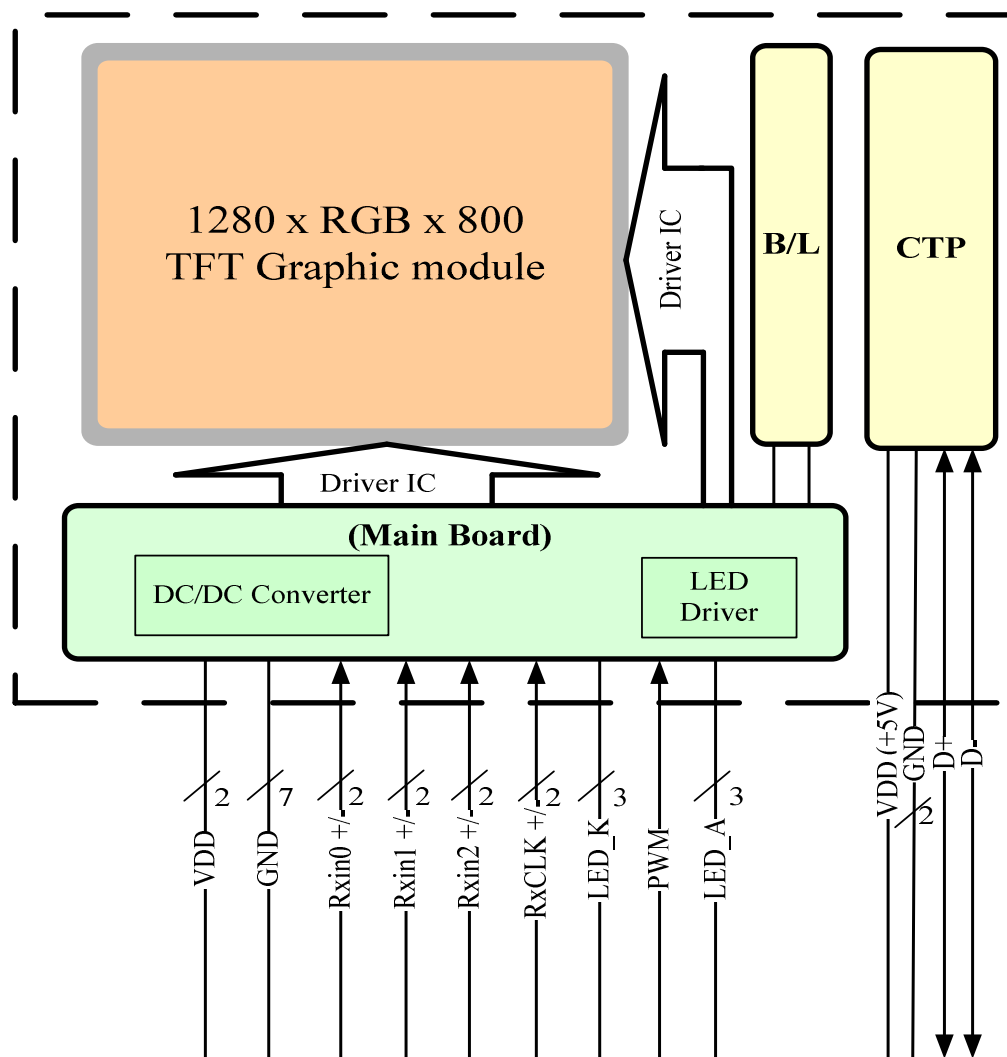 1280 x RGB x 800
TFT Graphic module
Driver IC
B/L
CTP
Driver IC
(Main Board)
DC/DC Converter
LED
Driver
2
7
2
2
2
2
3
3
VDD
GND
Rxin0 +/-
Rxin1 +/-
Rxin2 +/-
RxCLK +/-
LED_K
PWM
LED_A
VDD (+5V)
GND
D+
D-
2